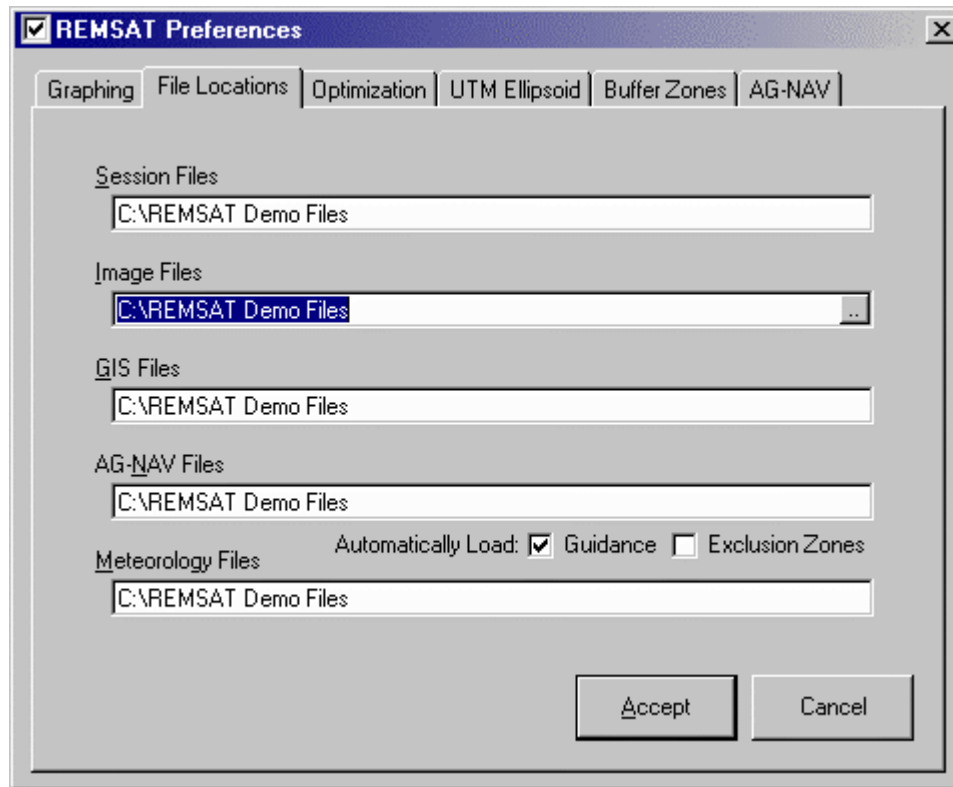 REMSAT Preferences
Graphing File Locations Optimization UTM Ellipsoid Buffer Zones AG-NAV
Session Files
C:\REMSAT Demo Files
Image Files
C:\REMSAT Demo Files ..
GIS Files
C:\REMSAT Demo Files
AG-NAV Files
C:\REMSAT Demo Files
Automatically Load: Guidance Exclusion Zones
Meteorology Files
C:\REMSAT Demo Files
Accept Cancel